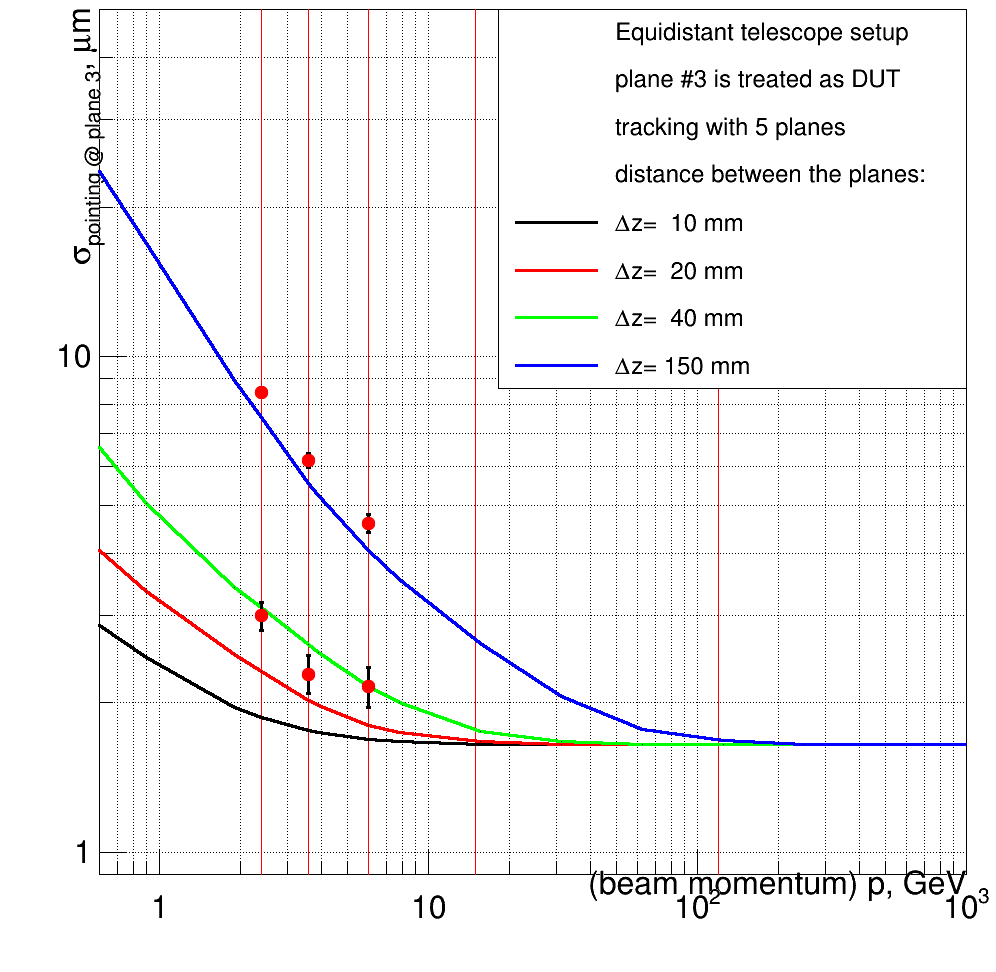 σpointing @ plane 3, μm
Equidistant telescope setup
plane #3 is treated as DUT
tracking with 5 planes
distance between the planes:
Δz= 10 mm
Δz= 20 mm
Δz= 40 mm
Δz= 150 mm
10
1
(beam momentum) p, GeV
1 10 10² 10³